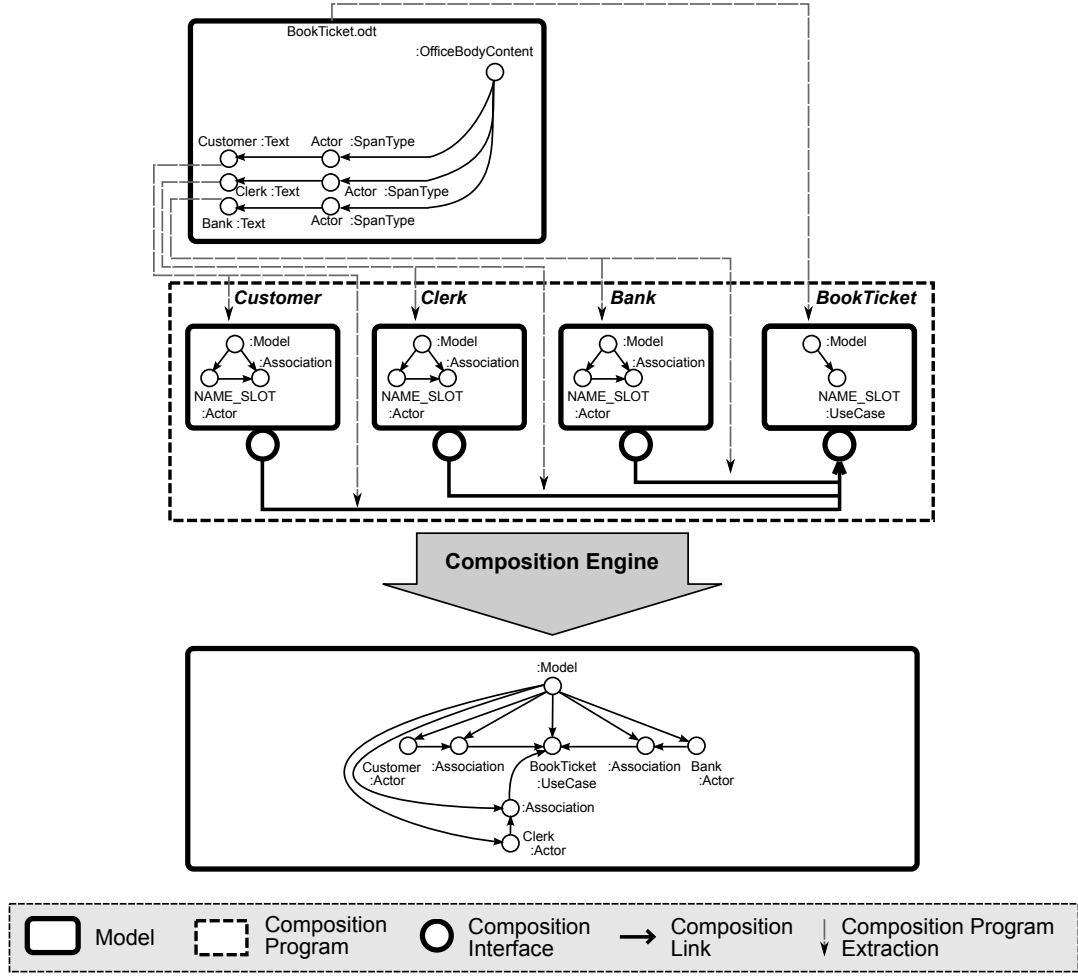 BookTicket.odt
:OfficeBodyContent
Customer :Text
Actor :SpanType
Clerk :Text
Actor :SpanType
Bank :Text
Actor :SpanType
Customer
Clerk
Bank
BookTicket
:Model
:Association
NAME_SLOT
:Actor
:Model
:Association
NAME_SLOT
:Actor
:Model
:Association
NAME_SLOT
:Actor
:Model
NAME_SLOT
:UseCase
Composition Engine
:Model
Customer
:Actor
:Association
BookTicket
:UseCase
:Association
Bank
:Actor
:Association
Clerk
:Actor
Model
Composition
Program
Composition
Interface
Composition
Link
Composition Program
Extraction